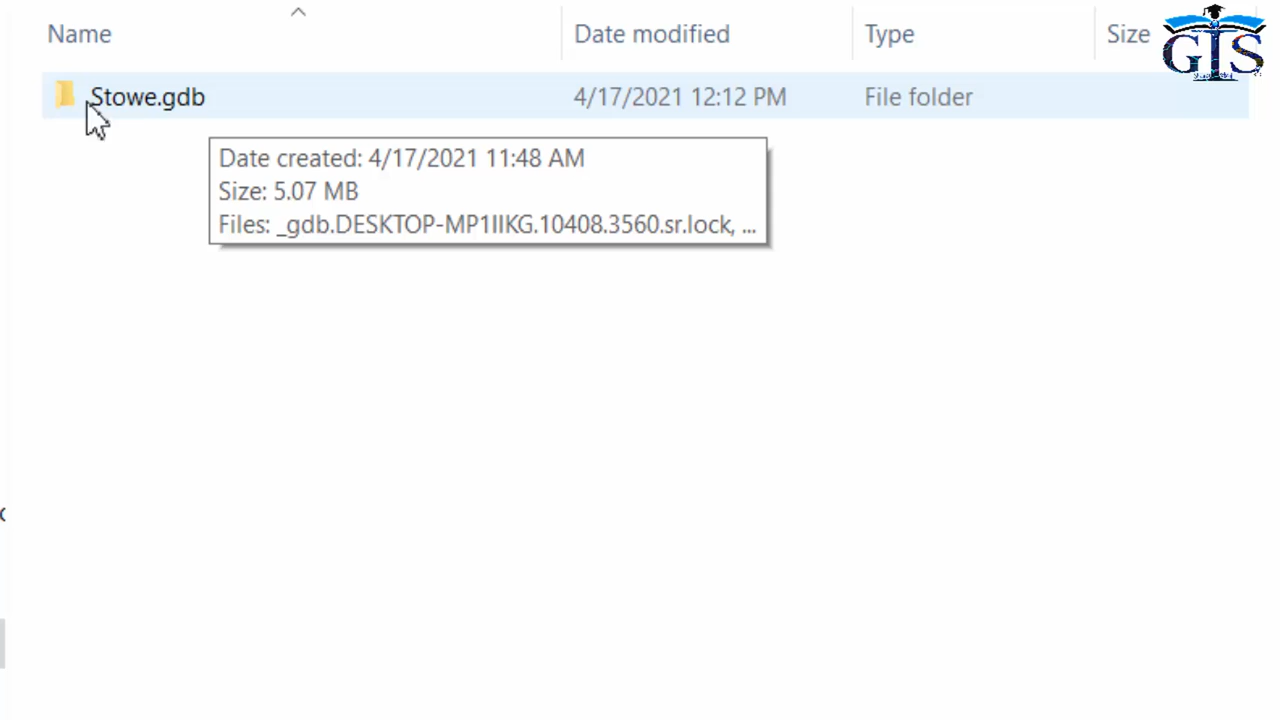 Name Date modified Type Size
Stowe.gdb 4/17/2021 12:12 PM File folder
Date created: 4/17/2021 11:48 AM
Size: 5.07 MB
Files: _gdb.DESKTOP-MP1IIKG.10408.3560.sr.lock, ...
GIS